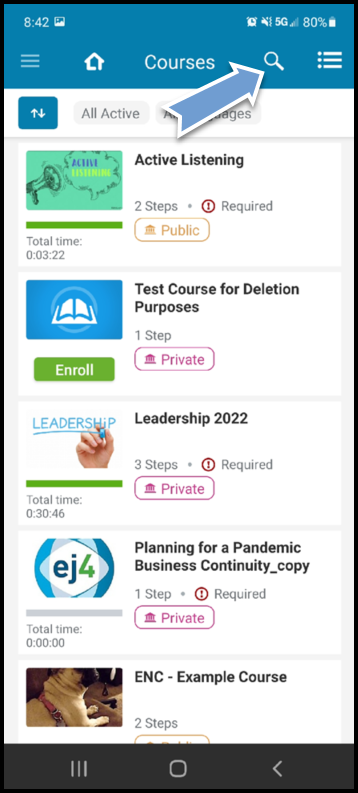 8:42 5G 80%
Courses
All Active
ACTIVE
LISTENING
Active Listening
2 Steps • Required
Public
Total time:
0:03:22
Test Course for Deletion
Purposes
1 Step
Private
Enroll
LEADERSHiP
Leadership 2022
3 Steps • Required
Private
Total time:
0:30:46
ej4
Planning for a Pandemic
Business Continuity_copy
1 Step • Required
Private
Total time:
0:00:00
ENC - Example Course
2 Steps